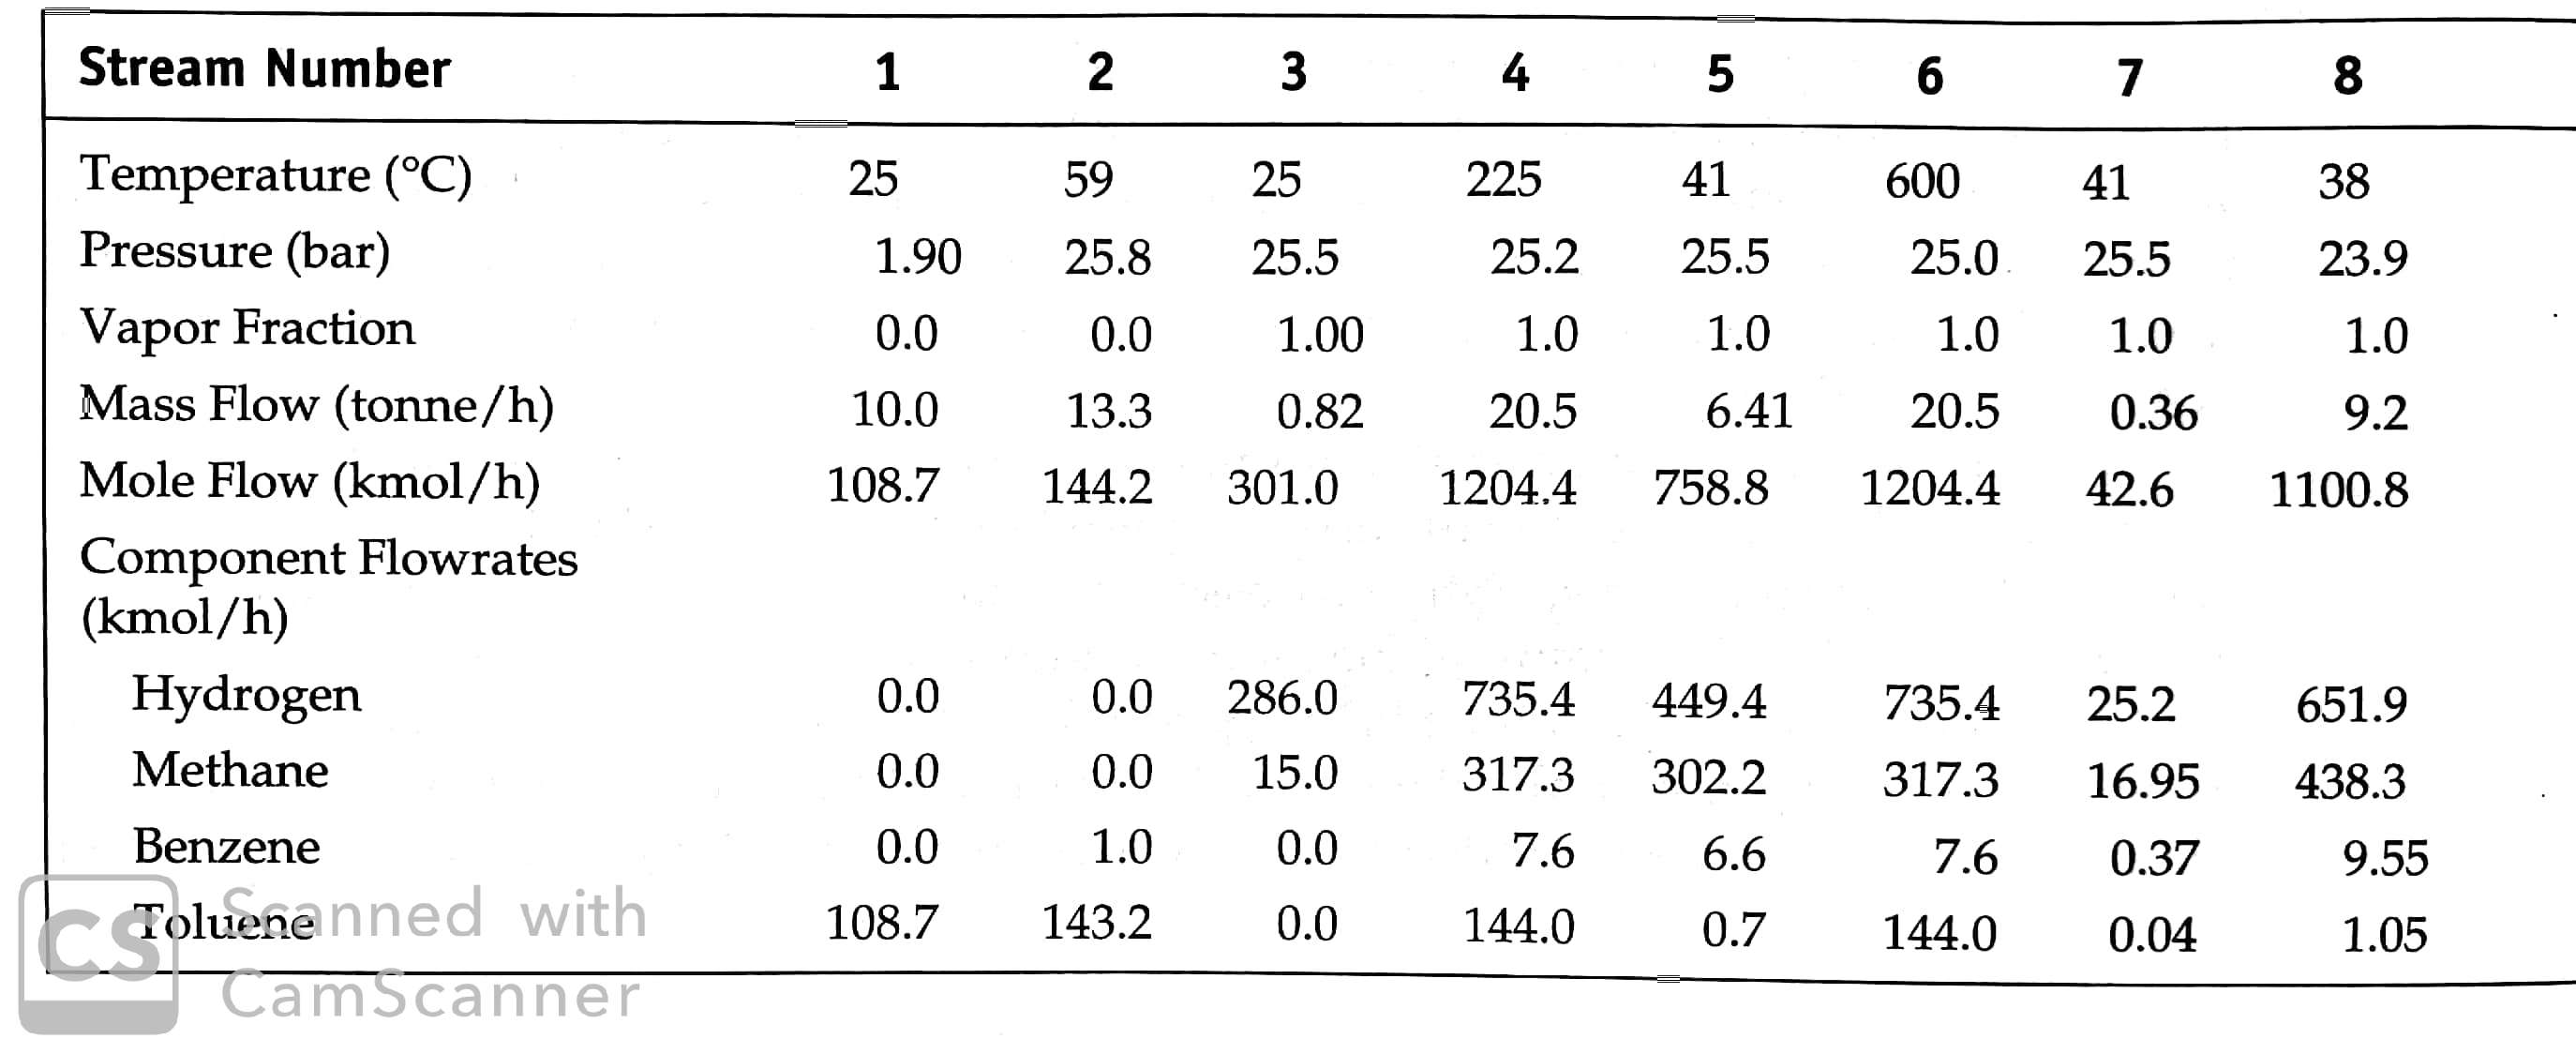 Stream Number 1 2 3 4 5 6 7 8
Temperature (°C) 25 59 25 225 41 600 41 38
Pressure (bar) 1.90 25.8 25.5 25.2 25.5 25.0 25.5 23.9
Vapor Fraction 0.0 0.0 1.00 1.0 1.0 1.0 1.0 1.0
Mass Flow (tonne/h) 10.0 13.3 0.82 20.5 6.41 20.5 0.36 9.2
Mole Flow (kmol/h) 108.7 144.2 301.0 1204.4 758.8 1204.4 42.6 1100.8
Component Flowrates
(kmol/h)
Hydrogen 0.0 0.0 286.0 735.4 449.4 735.4 25.2 651.9
Methane 0.0 0.0 15.0 317.3 302.2 317.3 16.95 438.3
Benzene 0.0 1.0 0.0 7.6 6.6 7.6 0.37 9.55
Toluene 108.7 143.2 0.0 144.0 0.7 144.0 0.04 1.05
CS Scanned with
CamScanner